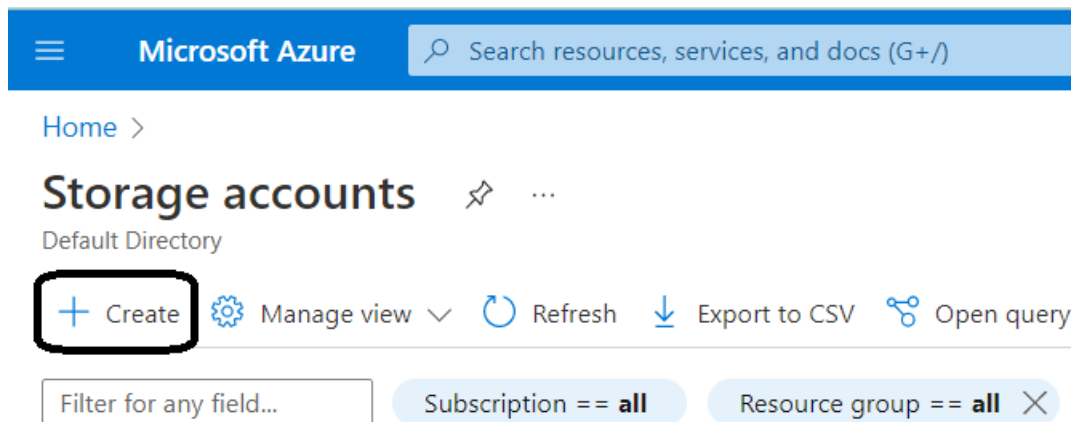 Microsoft Azure Search resources, services, and docs (G+/)
Home >
Storage accounts ...
Default Directory
+ Create Manage view Refresh Export to CSV Open query
Filter for any field... Subscription == all Resource group == all